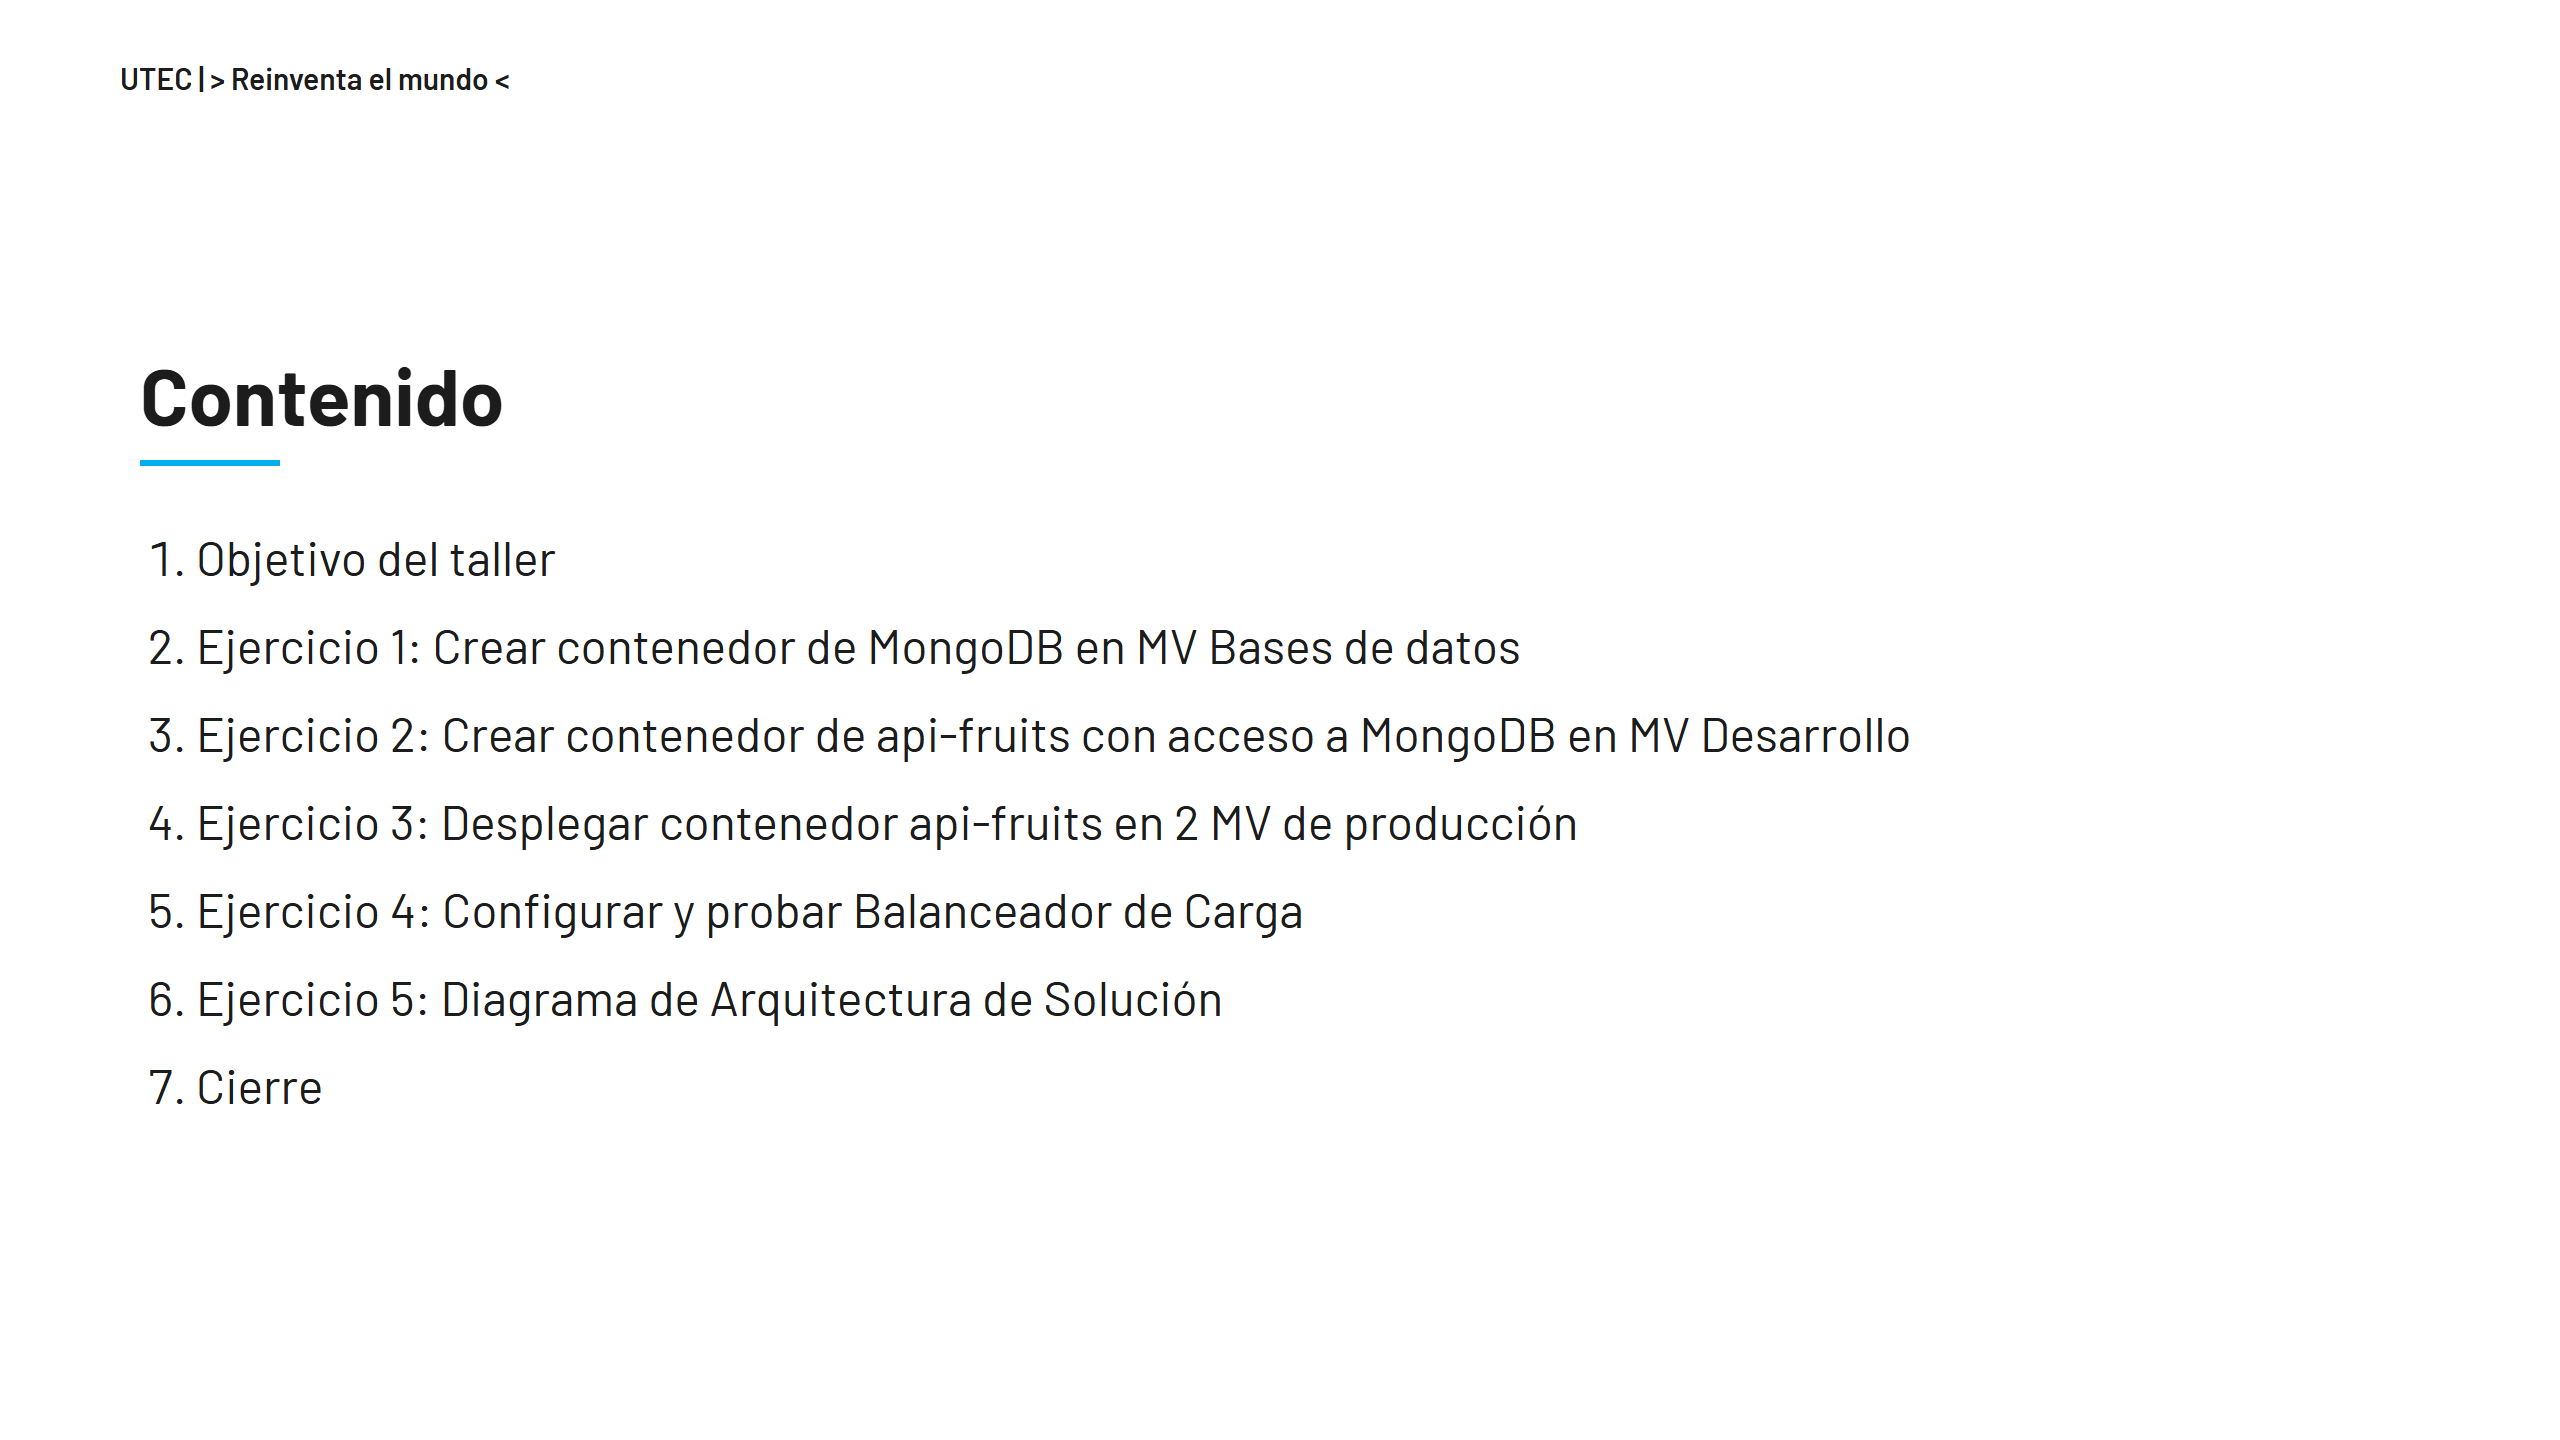 UTEC | > Reinventa el mundo <
Contenido
1. Objetivo del taller
2. Ejercicio 1: Crear contenedor de MongoDB en MV Bases de datos
3. Ejercicio 2: Crear contenedor de api-fruits con acceso a MongoDB en MV Desarrollo
4. Ejercicio 3: Desplegar contenedor api-fruits en 2 MV de producción
5. Ejercicio 4: Configurar y probar Balanceador de Carga
6. Ejercicio 5: Diagrama de Arquitectura de Solución
7. Cierre